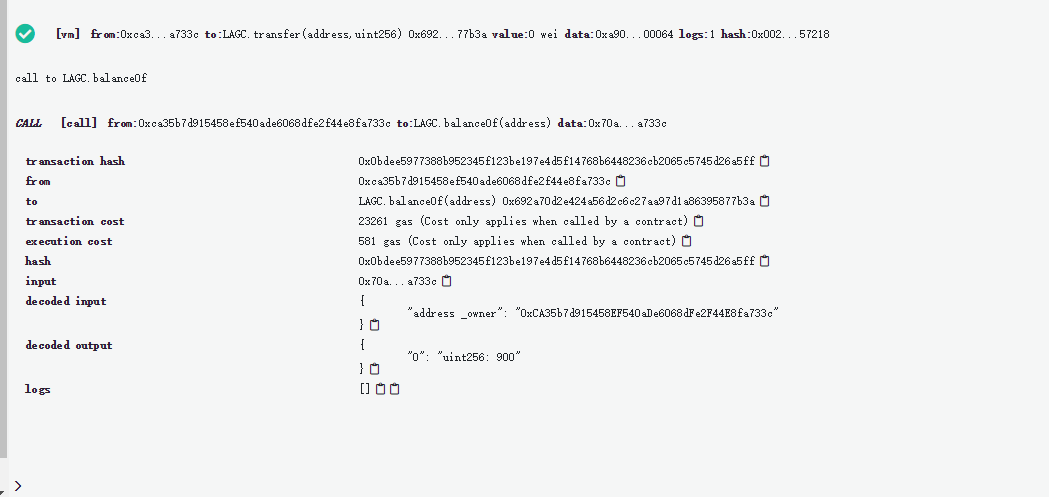 [vm] from:0xca3...a733c to:LAGC.transfer(address,uint256) 0x692...77b3a value:0 wei data:0xa90...00064 logs:1 hash:0x002...57218
call to LAGC.balanceOf
CALL [call] from:0xca35b7d915458ef540ade6068dfe2f44e8fa733c to:LAGC.balanceOf(address) data:0x70a...a733c
transaction hash 0x0bdee5977388b952345f123be197e4d5f14768b6448236cb2065c5745d26a5ff
from 0xca35b7d915458ef540ade6068dfe2f44e8fa733c
to LAGC.balanceOf(address) 0x692a70d2e424a56d2c6c27aa97d1a86395877b3a
transaction cost 23261 gas (Cost only applies when called by a contract)
execution cost 581 gas (Cost only applies when called by a contract)
hash 0x0bdee5977388b952345f123be197e4d5f14768b6448236cb2065c5745d26a5ff
input 0x70a...a733c
decoded input {
"address _owner": "0xCA35b7d915458EF540aDe6068dFe2F44E8fa733c"
}
decoded output {
"0": "uint256: 900"
}
logs []
>